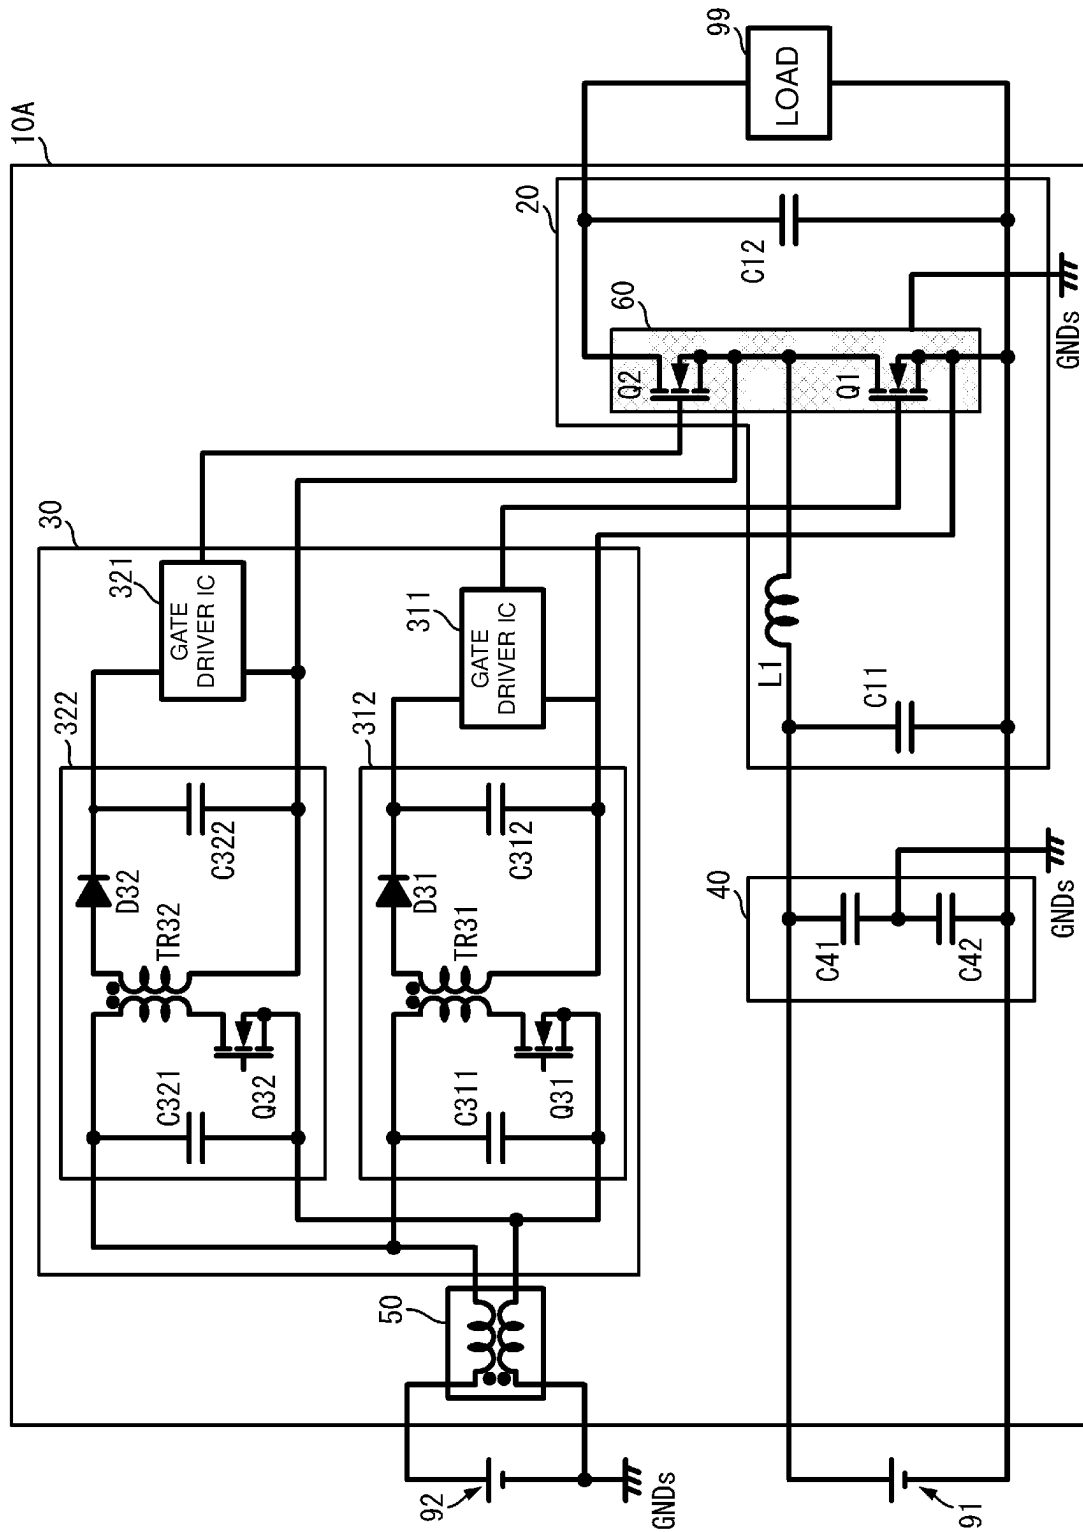 10A
99
LOAD
20
C12
60
Q2
Q1
GNDs
30
321
GATE
DRIVER IC
311
GATE
DRIVER IC
L1
C11
322
C322
D32
TR32
C321
Q32
312
C312
D31
TR31
C311
Q31
40
C41
C42
GNDs
50
92
GNDs
91